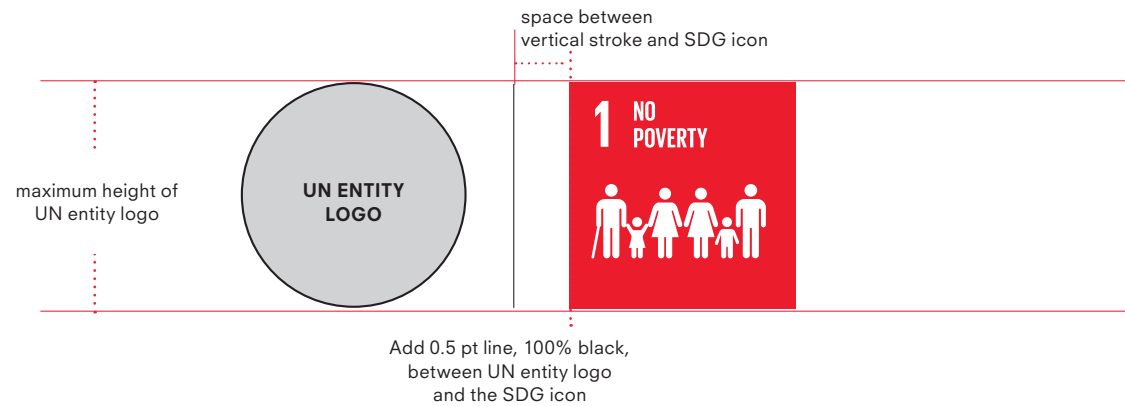 space between
vertical stroke and SDG icon
maximum height of
UN entity logo
UN ENTITY
LOGO
1 NO
POVERTY
Add 0.5 pt line, 100% black,
between UN entity logo
and the SDG icon